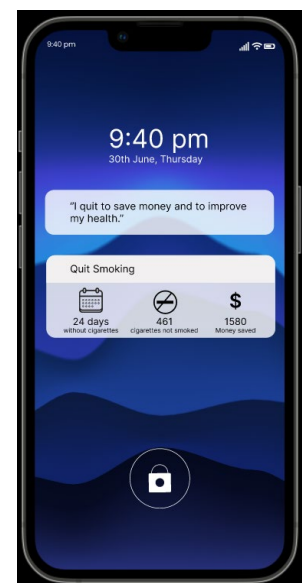 9:40 pm
9:40 pm
30th June, Thursday
"I quit to save money and to improve
my health."
Quit Smoking
$
24 days
without cigarettes
461
cigarettes not smoked
1580
Money saved